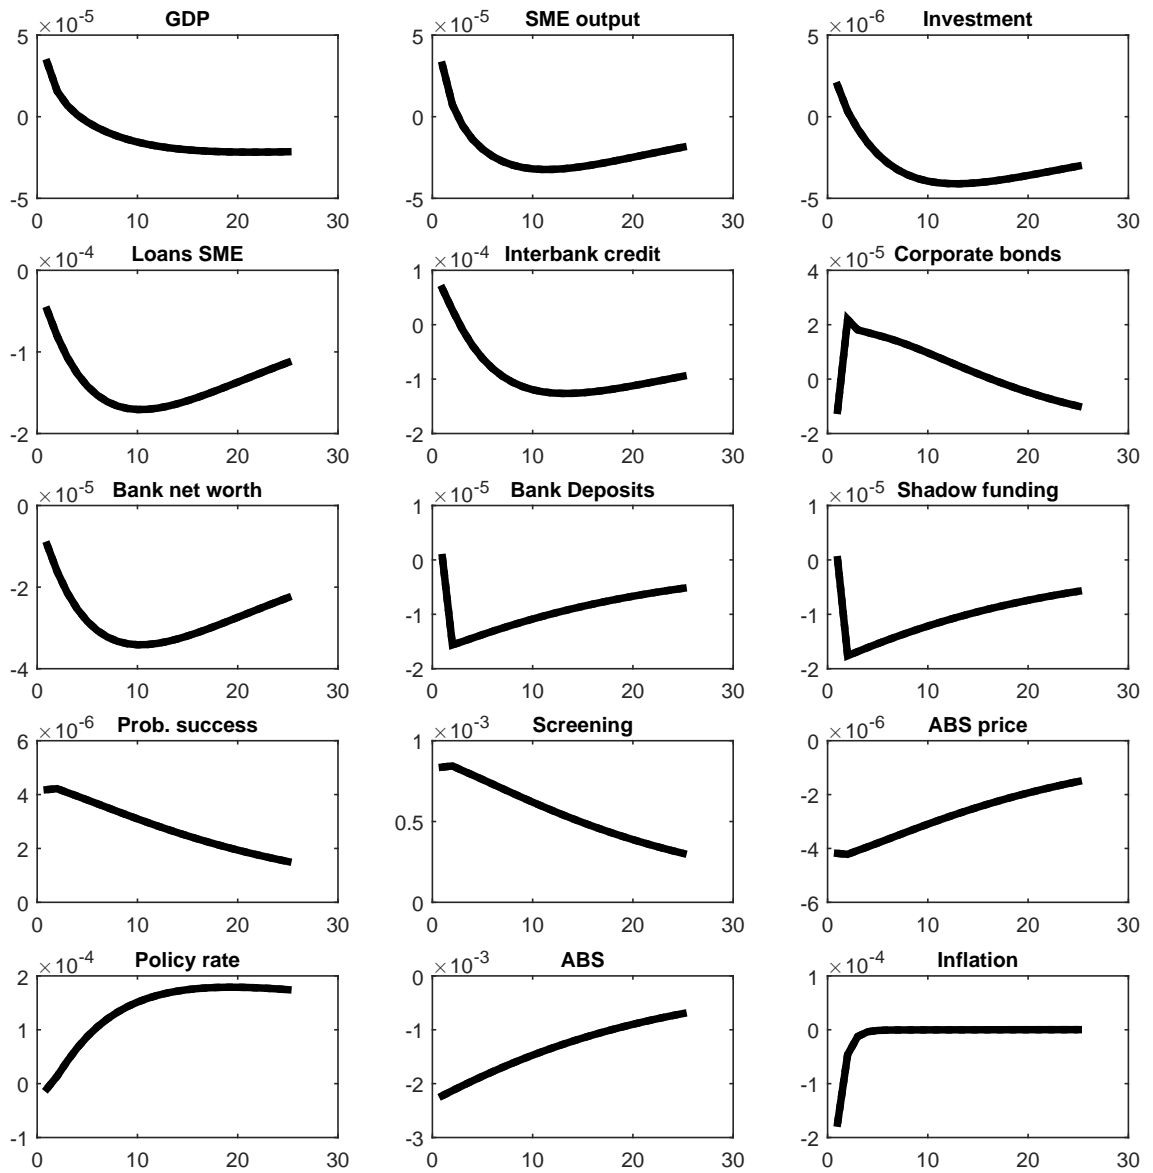 ×10-5 GDP
5
0
-5
0 10 20 30
×10-5 SME output
5
0
-5
0 10 20 30
×10-6 Investment
5
0
-5
0 10 20 30
×10-4 Loans SME
0
-1
-2
0 10 20 30
×10-4 Interbank credit
1
0
-1
-2
0 10 20 30
×10-5 Corporate bonds
4
2
0
-2
0 10 20 30
×10-5 Bank net worth
0
-2
-4
0 10 20 30
×10-5 Bank Deposits
1
0
-1
-2
0 10 20 30
×10-5 Shadow funding
1
0
-1
-2
0 10 20 30
×10-6 Prob. success
6
4
2
0
0 10 20 30
×10-3 Screening
1
0.5
0
0 10 20 30
×10-6 ABS price
0
-2
-4
-6
0 10 20 30
×10-4 Policy rate
2
1
0
-1
0 10 20 30
×10-3 ABS
0
-1
-2
-3
0 10 20 30
×10-4 Inflation
1
0
-1
-2
0 10 20 30